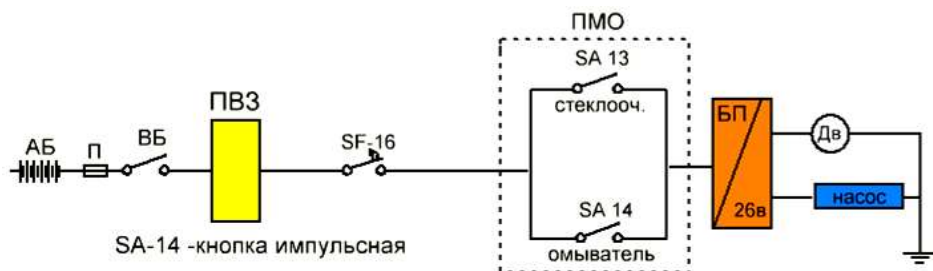 ПМО
SA 13
стеклооч.
ПВЗ
АБ
П
ВБ
SF-16
БП
Дв
26в
насос
SA 14
омыватель
SA-14 -кнопка импульсная